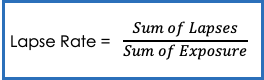 Lapse Rate = Sum of Lapses / Sum of Exposure